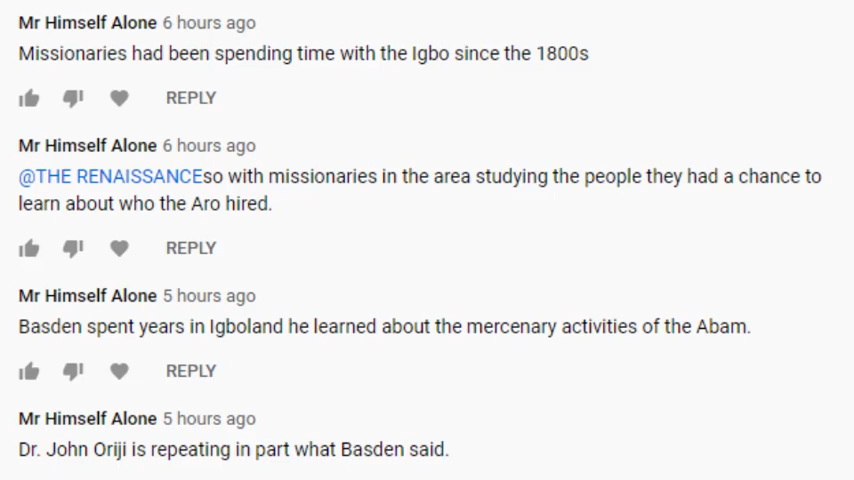 Mr Himself Alone 6 hours ago
Missionaries had been spending time with the Igbo since the 1800s
REPLY
Mr Himself Alone 6 hours ago
@THE RENAISSANCEso with missionaries in the area studying the people they had a chance to
learn about who the Aro hired.
REPLY
Mr Himself Alone 5 hours ago
Basden spent years in Igboland he learned about the mercenary activities of the Abam.
REPLY
Mr Himself Alone 5 hours ago
Dr. John Oriji is repeating in part what Basden said.